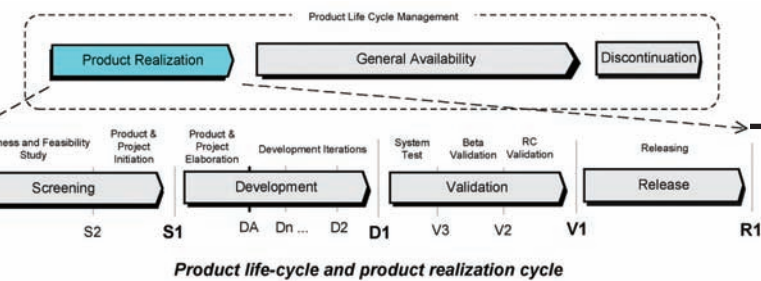 Product Life Cycle Management
Product Realization
General Availability
Discontinuation
ness and Feasibility
Study
Product &
Project
Initiation
Product &
Project
Elaboration
Development Iterations
System
Test
Beta
Validation
RC
Validation
Releasing
Screening
Development
Validation
Release
S2
S1
DA
Dn ...
D2
D1
V3
V2
V1
R1
Product life-cycle and product realization cycle